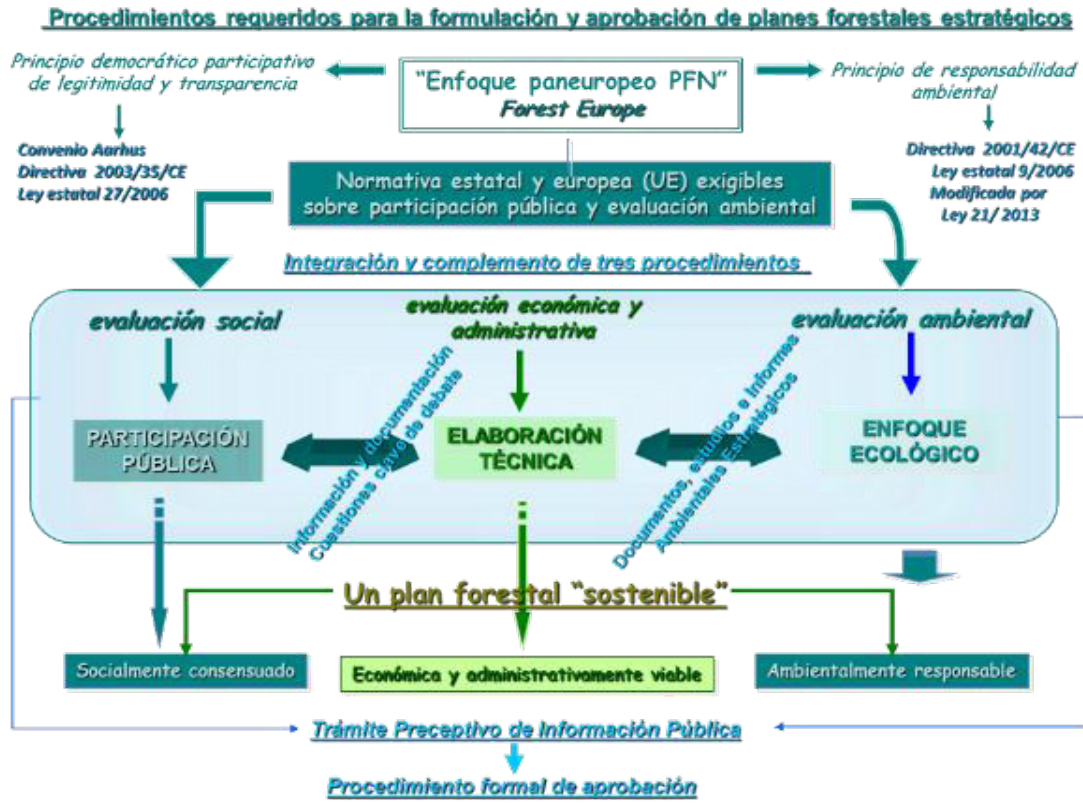 Procedimientos requeridos para la formulación y aprobación de planes forestales estratégicos
Principio democrático participativo
de legitimidad y transparencia
“Enfoque paneuropeo PFN”
Forest Europe
Principio de responsabilidad
ambiental
Convenio Aarhus
Directiva 2003/35/CE
Ley estatal 27/2006
Directiva 2001/42/CE
Ley estatal 9/2006
Modificada por
Ley 21/ 2013
Normativa estatal y europea (UE) exigibles
sobre participación pública y evaluación ambiental
Integración y complemento de tres procedimientos
evaluación social
evaluación económica y
administrativa
evaluación ambiental
PARTICIPACIÓN
PÚBLICA
Información y documentación
Cuestiones clave de debate
ELABORACIÓN
TÉCNICA
Documentos, estudios e Informes
Ambientales Estratégicos
ENFOQUE
ECOLÓGICO
Un plan forestal “sostenible”
Socialmente consensuado
Económica y administrativamente viable
Ambientalmente responsable
Trámite Preceptivo de Información Pública
Procedimiento formal de aprobación